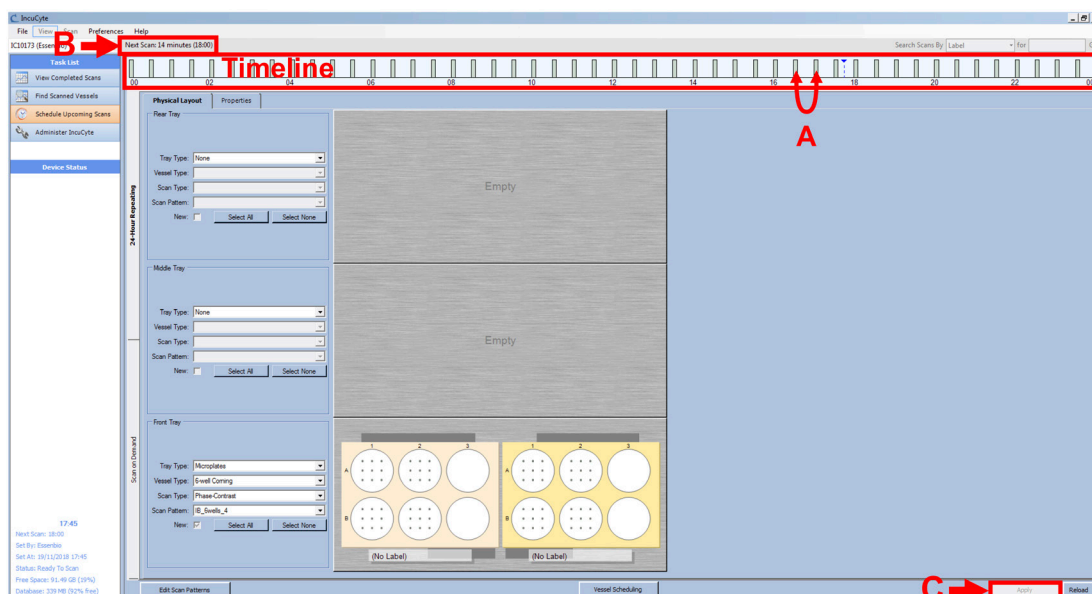 IncuCyte
File View Scan Preferences Help
IC10173 (Essen
B
Next Scan: 14 minutes (18:00)
Search Scans By Label for
Task List
View Completed Scans
Find Scanned Vessels
Schedule Upcoming Scans
Administer IncuCyte
Device Status
Timeline
00 02 06 08 10 12 14 16 18 20 22 00
A
24-Hour Repeating
Scan on Demand
Physical Layout Properties
Rear Tray
Tray Type: None
Vessel Type:
Scan Type:
Scan Pattern:
New: Select All Select None
Empty
Middle Tray
Tray Type: None
Vessel Type:
Scan Type:
Scan Pattern:
New: Select All Select None
Empty
Front Tray
Tray Type: Microplates
Vessel Type: 6-well Corning
Scan Type: Phase-Contrast
Scan Pattern: IB_6wells_4
New: Select All Select None
1 2 3 1 2 3
A A
B B
(No Label) (No Label)
17:45
Next Scan: 18:00
Set By: Essenbio
Set At: 19/11/2018 17:45
Status: Ready To Scan
Free Space: 91.49 GB (19%)
Database: 339 MB (92% free)
Edit Scan Patterns Vessel Scheduling C Apply Reload